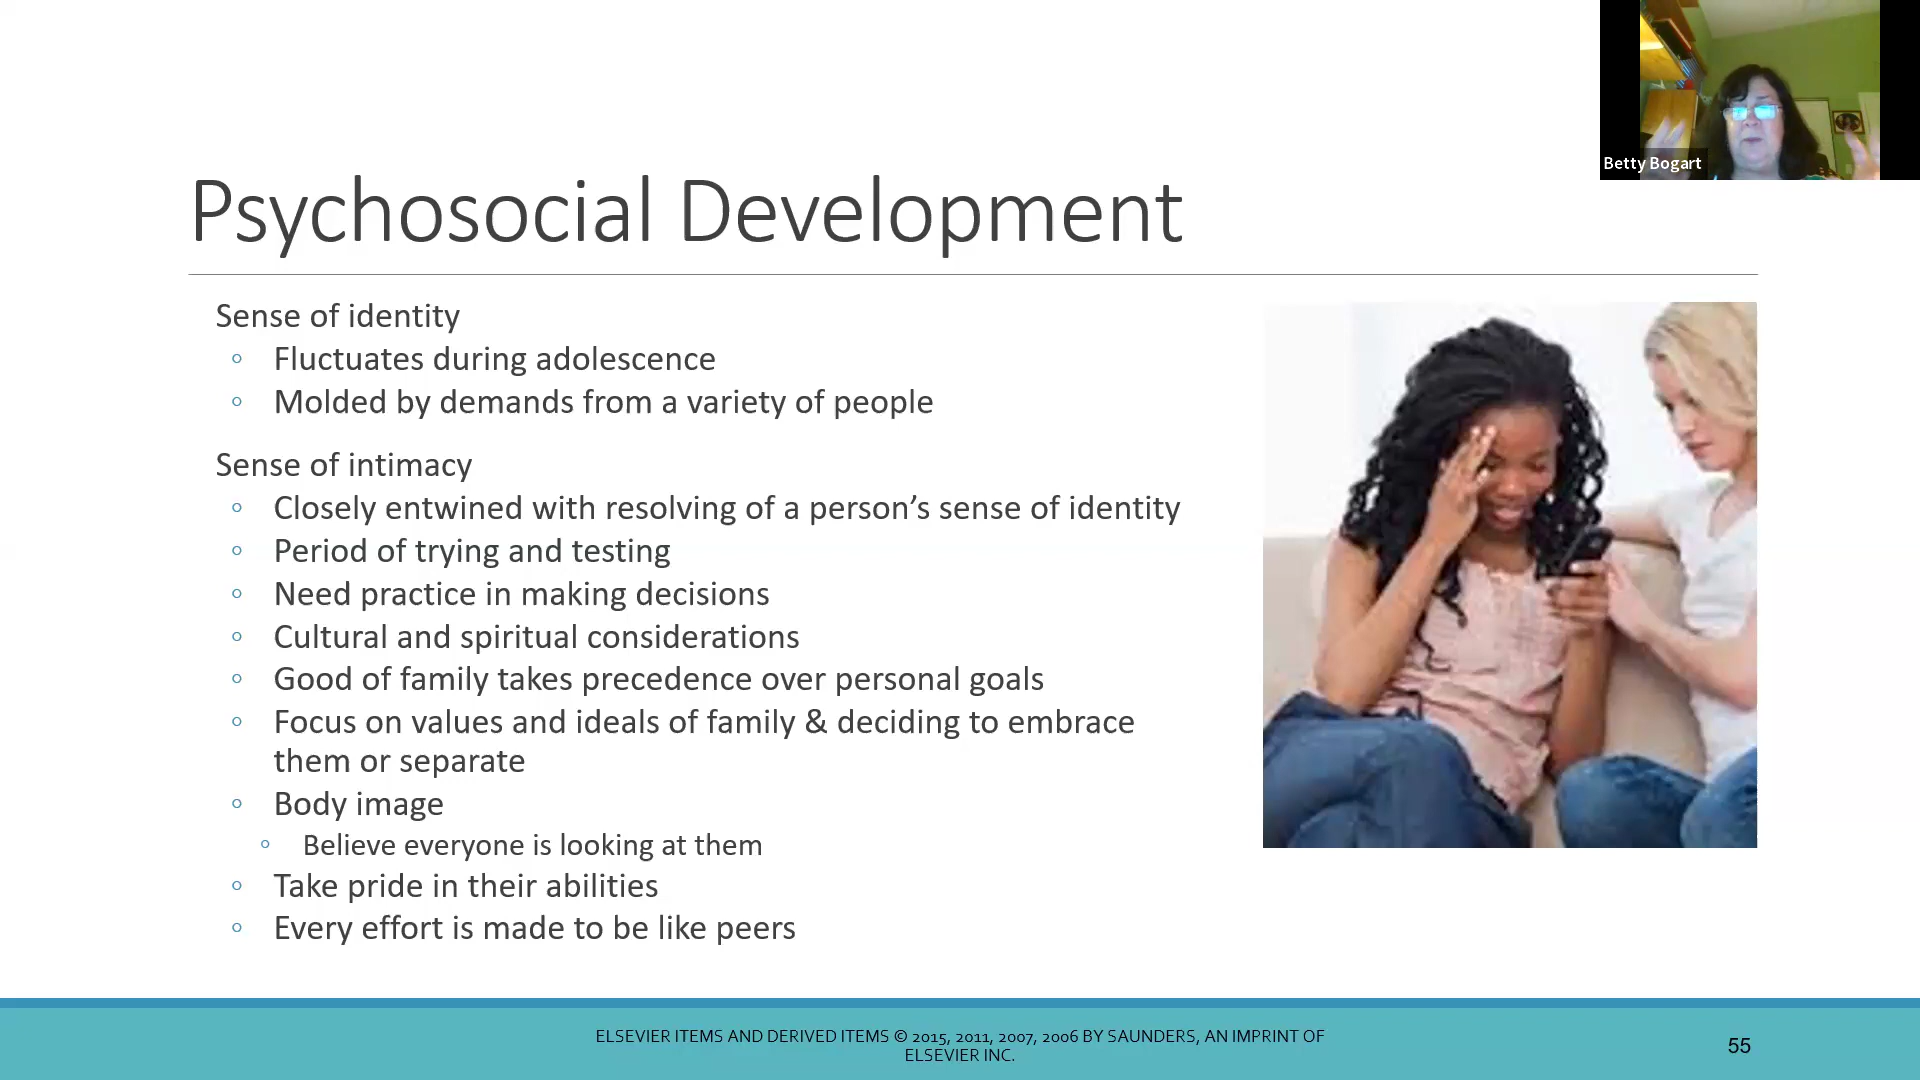 Betty Bogart
Psychosocial Development
Sense of identity
◦ Fluctuates during adolescence
◦ Molded by demands from a variety of people
Sense of intimacy
◦ Closely entwined with resolving of a person’s sense of identity
◦ Period of trying and testing
◦ Need practice in making decisions
◦ Cultural and spiritual considerations
◦ Good of family takes precedence over personal goals
◦ Focus on values and ideals of family & deciding to embrace
them or separate
◦ Body image
◦ Believe everyone is looking at them
◦ Take pride in their abilities
◦ Every effort is made to be like peers
ELSEVIER ITEMS AND DERIVED ITEMS © 2015, 2011, 2007, 2006 BY SAUNDERS, AN IMPRINT OF
ELSEVIER INC.
55